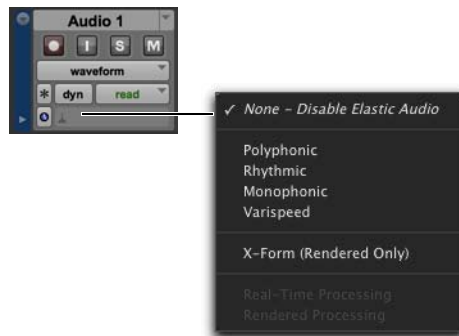 Audio 1
I S M
waveform
* dyn read
✓ None – Disable Elastic Audio
Polyphonic
Rhythmic
Monophonic
Varispeed
X-Form (Rendered Only)
Real-Time Processing
Rendered Processing